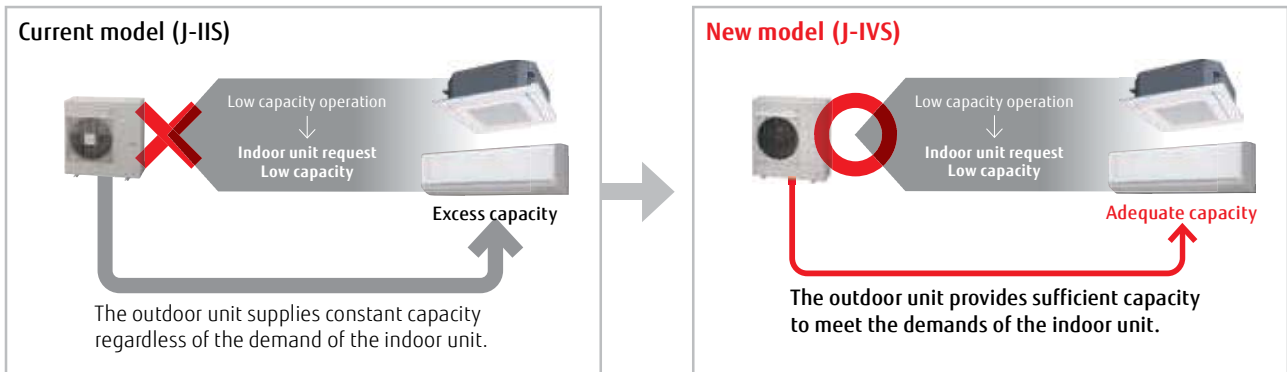 Current model (J-IIS)
Low capacity operation
Indoor unit request
Low capacity
Excess capacity
The outdoor unit supplies constant capacity
regardless of the demand of the indoor unit.
New model (J-IVS)
Low capacity operation
Indoor unit request
Low capacity
Adequate capacity
The outdoor unit provides sufficient capacity
to meet the demands of the indoor unit.